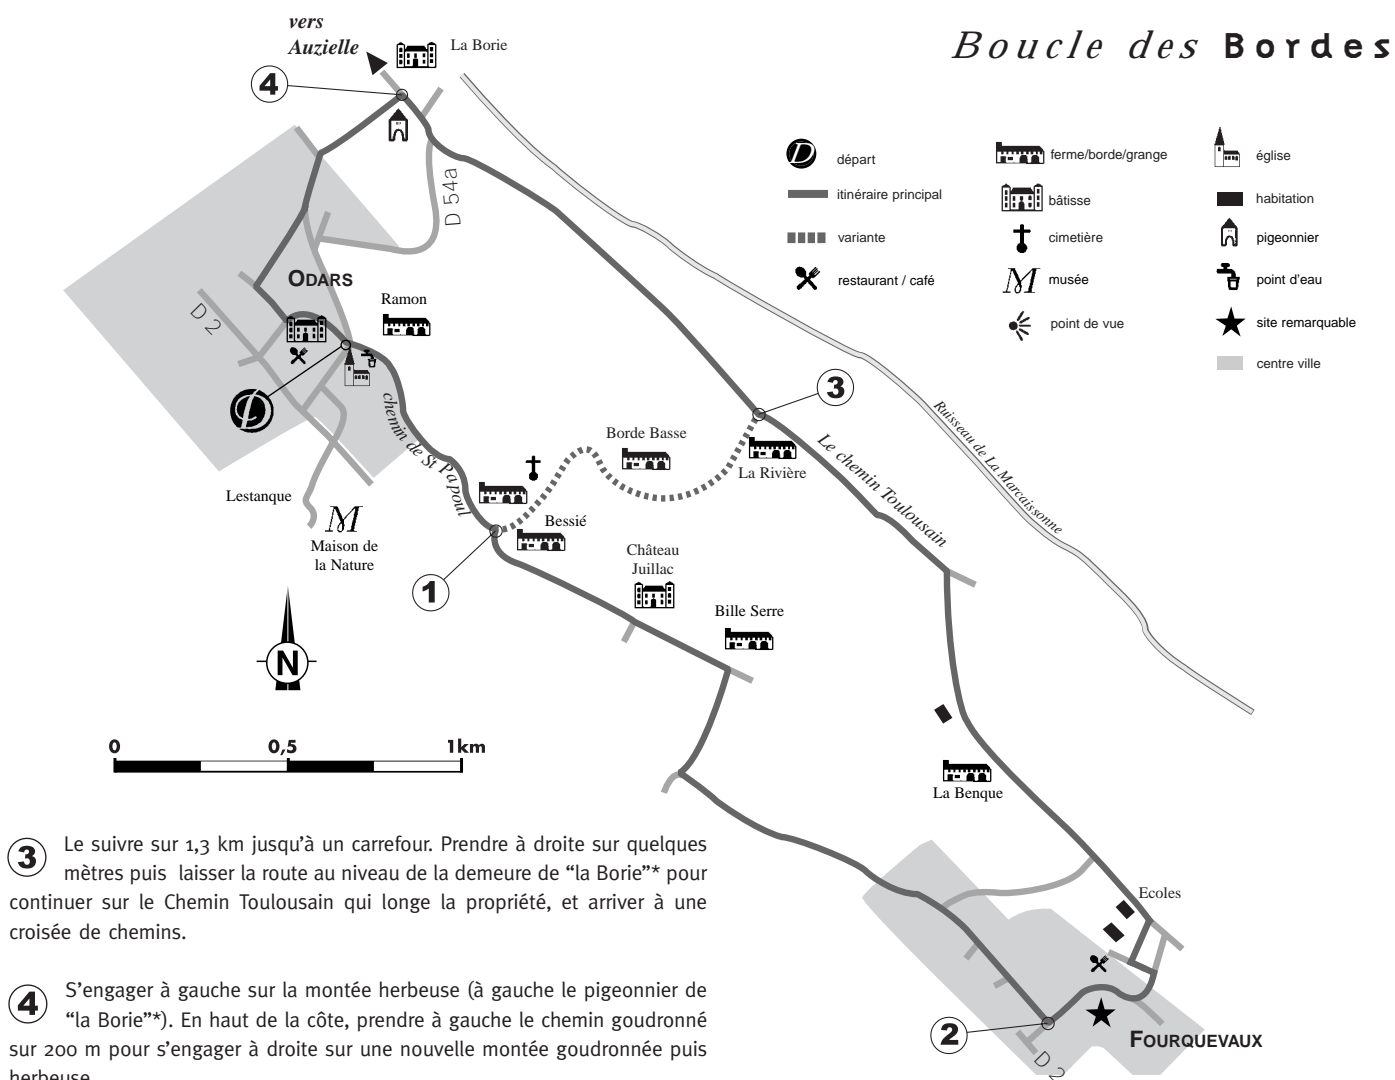 Boucle des Bordes
vers
Auzielle
La Borie
4
D 54a
départ
itinéraire principal
variante
restaurant / café
ferme/borde/grange
bâtisse
cimetière
M musée
point de vue
église
habitation
pigeonnier
point d'eau
site remarquable
centre ville
ODARS
D 2
Ramon
D
chemin de St Papoul
Lestanque
M
Maison de
la Nature
Borde Basse
3
La Rivière
Le chemin Toulousain
Ruisseau de La Marcaissonne
Bessié
1
Château
Juillac
Bille Serre
N
0 0,5 1km
La Benque
Ecoles
2
D 2
FOURQUEVAUX
3 Le suivre sur 1,3 km jusqu'à un carrefour. Prendre à droite sur quelques
mètres puis laisser la route au niveau de la demeure de “la Borie”* pour
continuer sur le Chemin Toulousain qui longe la propriété, et arriver à une
croisée de chemins.
4 S'engager à gauche sur la montée herbeuse (à gauche le pigeonnier de
“la Borie”*). En haut de la côte, prendre à gauche le chemin goudronné
sur 200 m pour s'engager à droite sur une nouvelle montée goudronnée puis
herbeuse